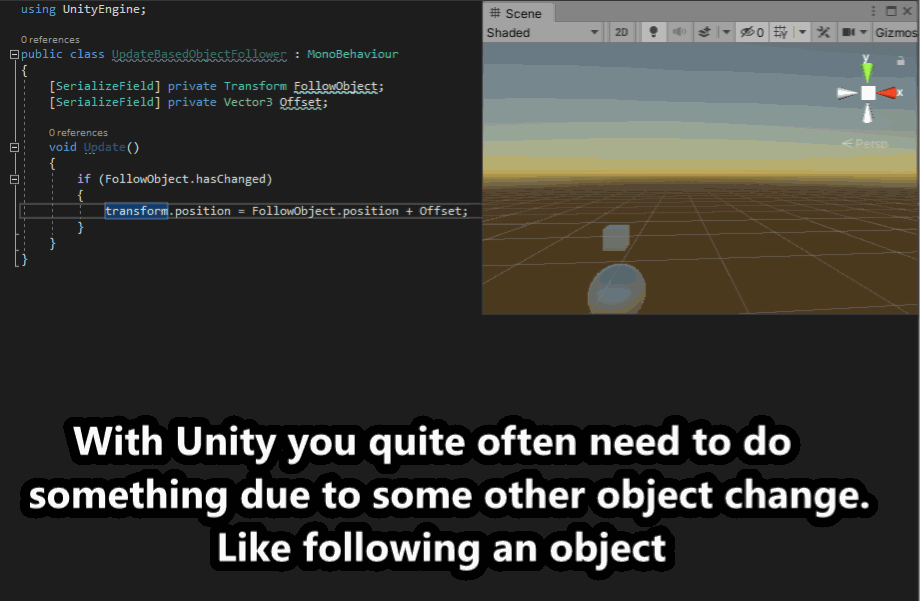 using UnityEngine;
0 references
public class UpdateBasedObjectFollower : MonoBehaviour
{
[SerializeField] private Transform FollowObject;
[SerializeField] private Vector3 Offset;
0 references
void Update()
{
if (FollowObject.hasChanged)
{
transform.position = FollowObject.position + Offset;
}
}
}
Scene
Shaded 2D 0 Gizmos
y
x
Persp
With Unity you quite often need to do
something due to some other object change.
Like following an object